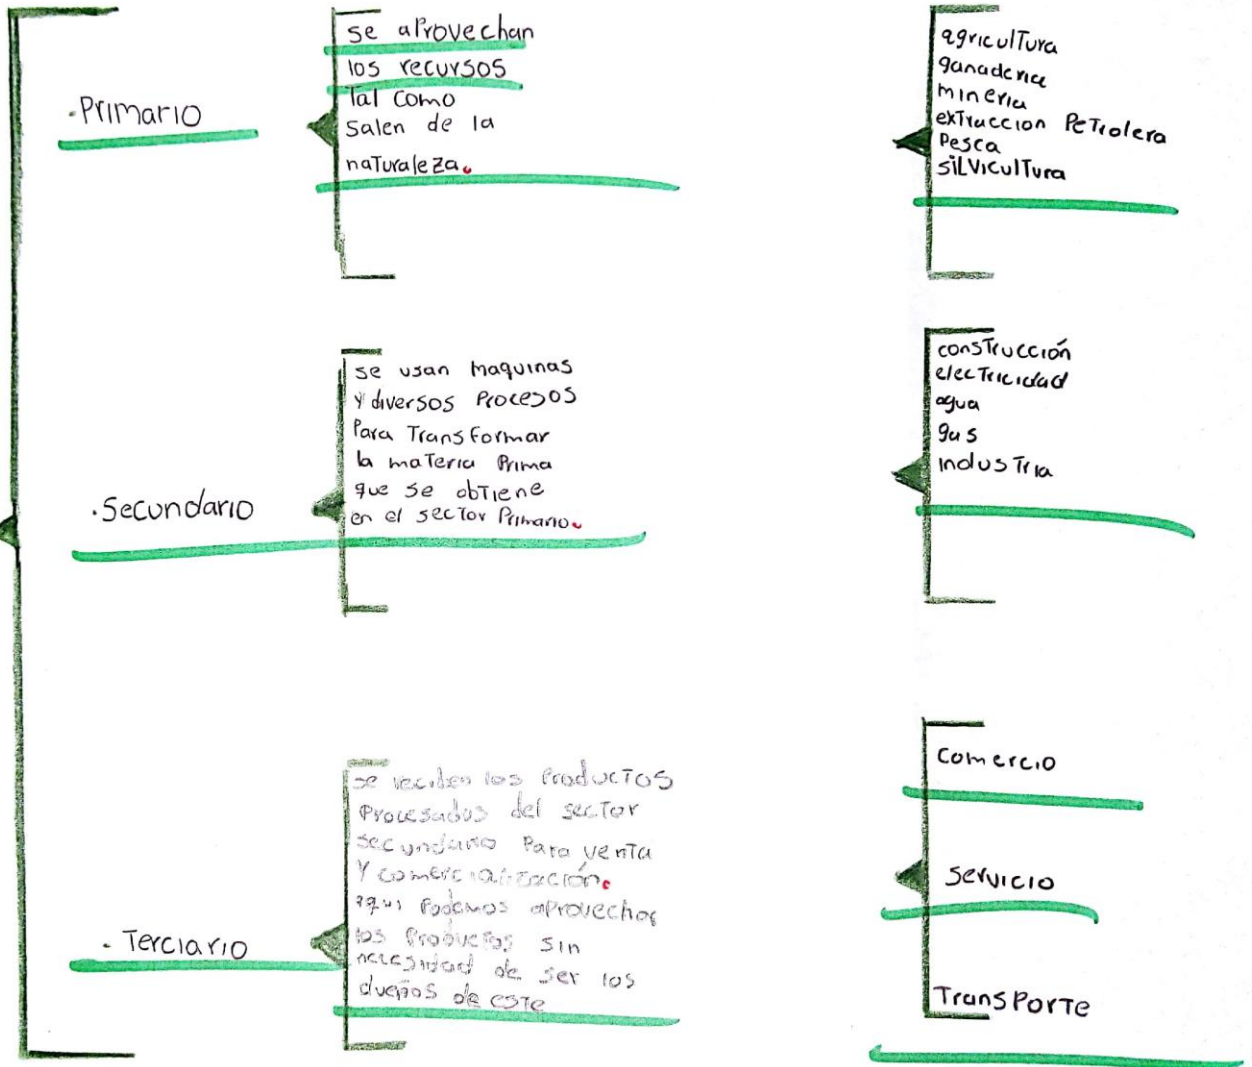 .Primario
se aprovechan
los recursos
Tal como
salen de la
naturaleza.
agricultura
ganaderia
mineria
extraccion Petrolera
Pesca
silvicultura
.Secundario
se usan maquinas
y diversos Procesos
Para Transformar
la materia Prima
que se obtiene
en el sector Primario.
construcción
electricidad
agua
gas
industria
. Terciario
se reciben los Productos
Procesados del sector
secundario Para venta
Y comercialización.
aqui Podemos aprovechar
los Productos sin
necesidad de ser los
dueños de este
comercio
servicio
TransPorte